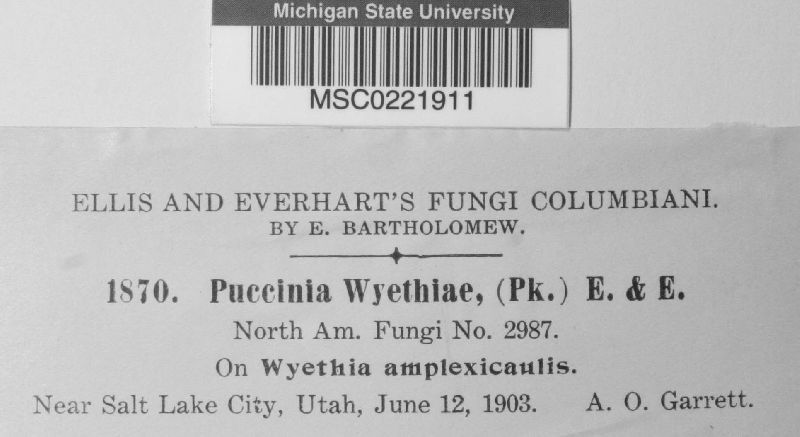 Michigan State University
MSC0221911
ELLIS AND EVERHART'S FUNGI COLUMBIANI.
BY E. BARTHOLOMEW.
1870. Puccinia Wyethiae, (Pk.) E. & E.
North Am. Fungi No. 2987.
On Wyethia amplexicaulis.
Near Salt Lake City, Utah, June 12, 1903. A. O. Garrett.